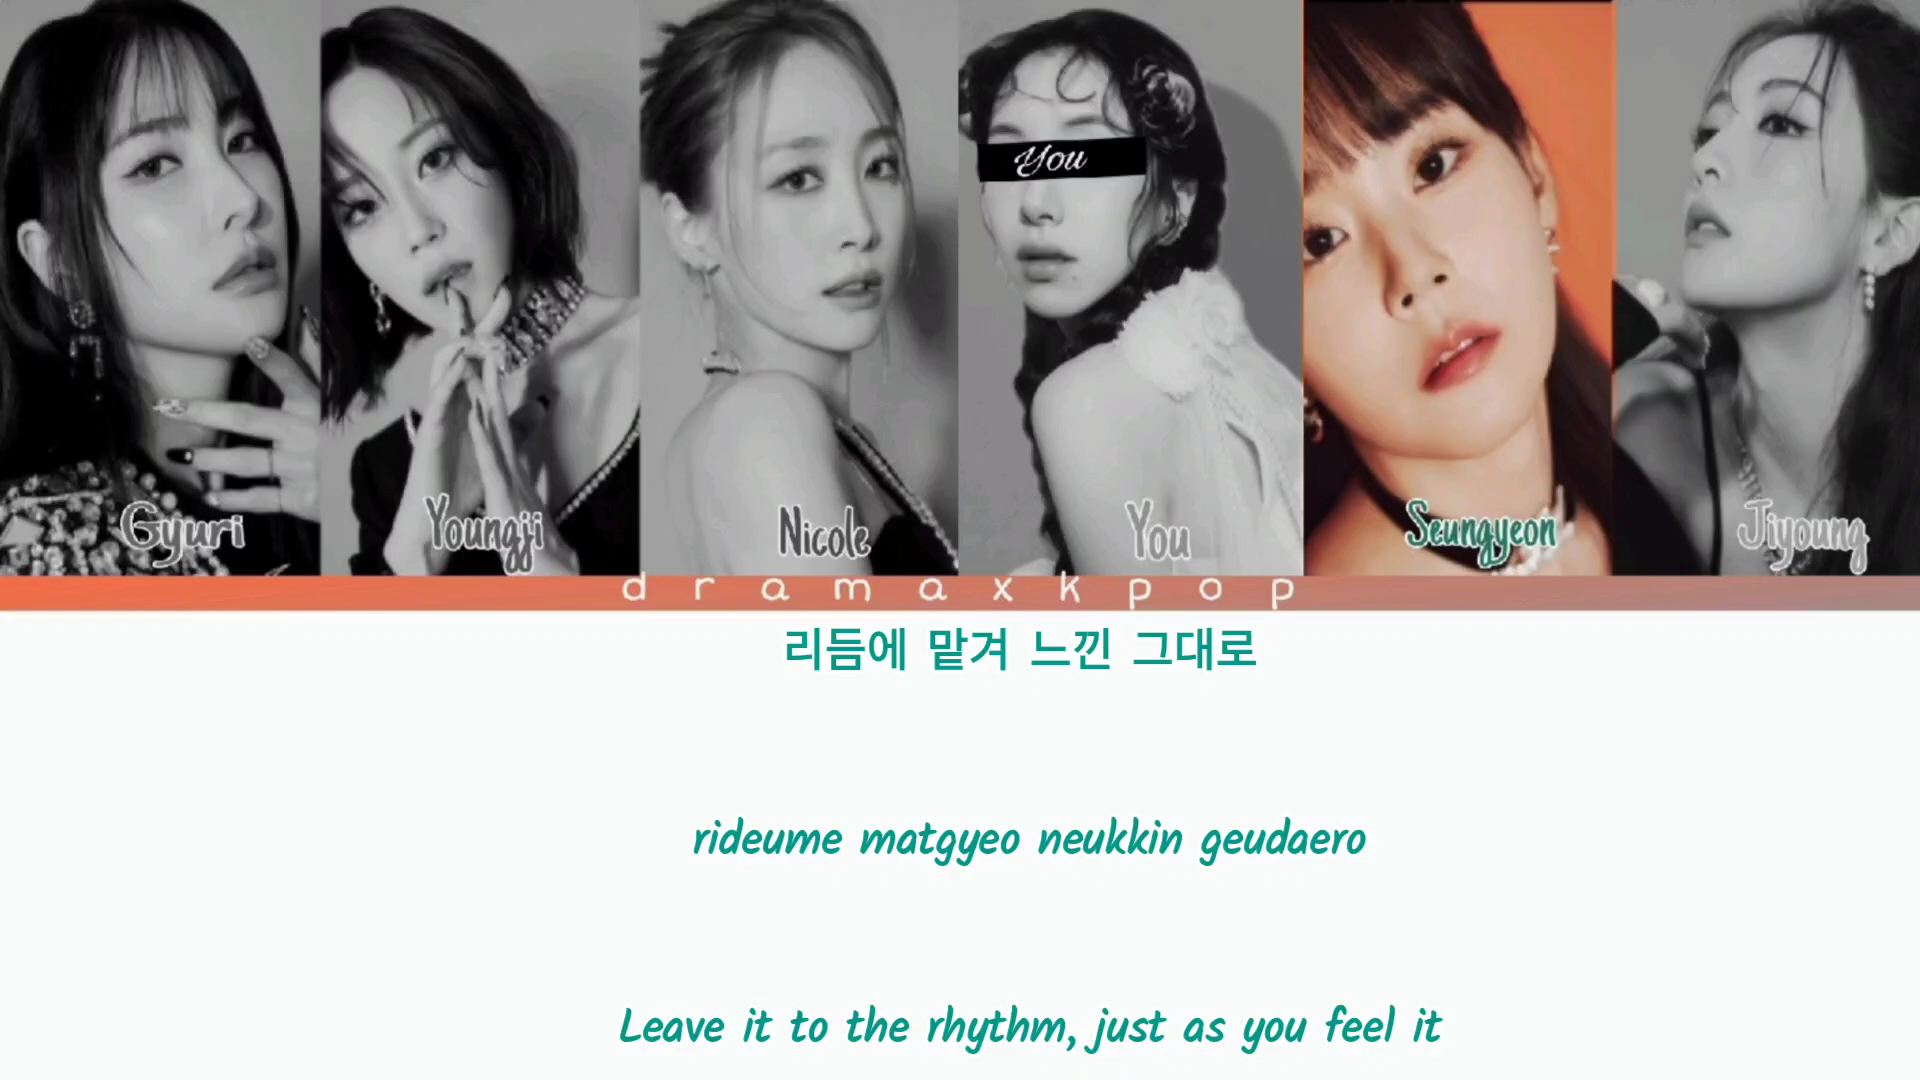 You
Gyuri
Youngji
Nicole
You
Seungyeon
Jiyoung
dramaxkpop
리듬에 맡겨 느낀 그대로
rideume matgyeo neukkin geudaero
Leave it to the rhythm, just as you feel it